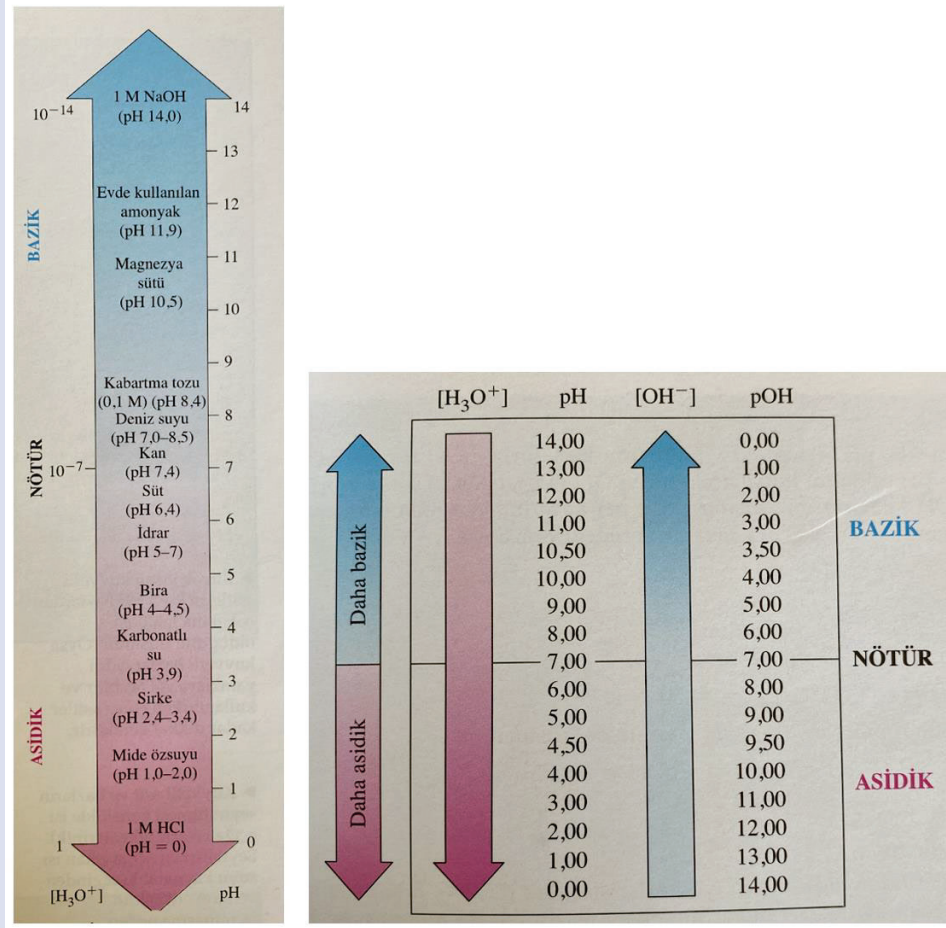 1 M NaOH
(pH 14,0)
10⁻¹⁴
14
13
Evde kullanılan
amonyak
(pH 11,9)
12
BAZİK
Magnezya
sütü
(pH 10,5)
11
10
9
Kabartma tozu
(0,1 M) (pH 8,4)
Deniz suyu
(pH 7,0–8,5)
8
Kan
(pH 7,4)
NÖTÜR
10⁻⁷
7
Süt
(pH 6,4)
6
İdrar
(pH 5–7)
5
Bira
(pH 4–4,5)
4
Karbonatlı
su
(pH 3,9)
3
Sirke
(pH 2,4–3,4)
ASİDİK
2
Mide özsuyu
(pH 1,0–2,0)
1
1 M HCl
(pH = 0)
1
0
[H₃O⁺]
pH
[H₃O⁺] pH [OH⁻] pOH
14,00 0,00
13,00 1,00
12,00 2,00
11,00 3,00
10,50 3,50
10,00 4,00
9,00 5,00
8,00 6,00
7,00 7,00
6,00 8,00
5,00 9,00
4,50 9,50
4,00 10,00
3,00 11,00
2,00 12,00
1,00 13,00
0,00 14,00
Daha bazik
Daha asidik
BAZİK
NÖTÜR
ASİDİK